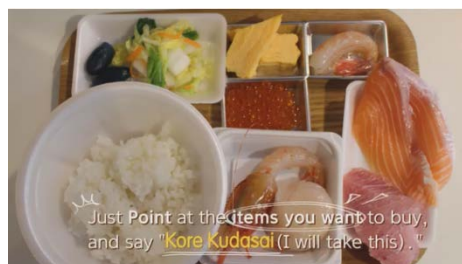 Just Point at the items you want to buy,
and say "Kore Kudasai (I will take this)."